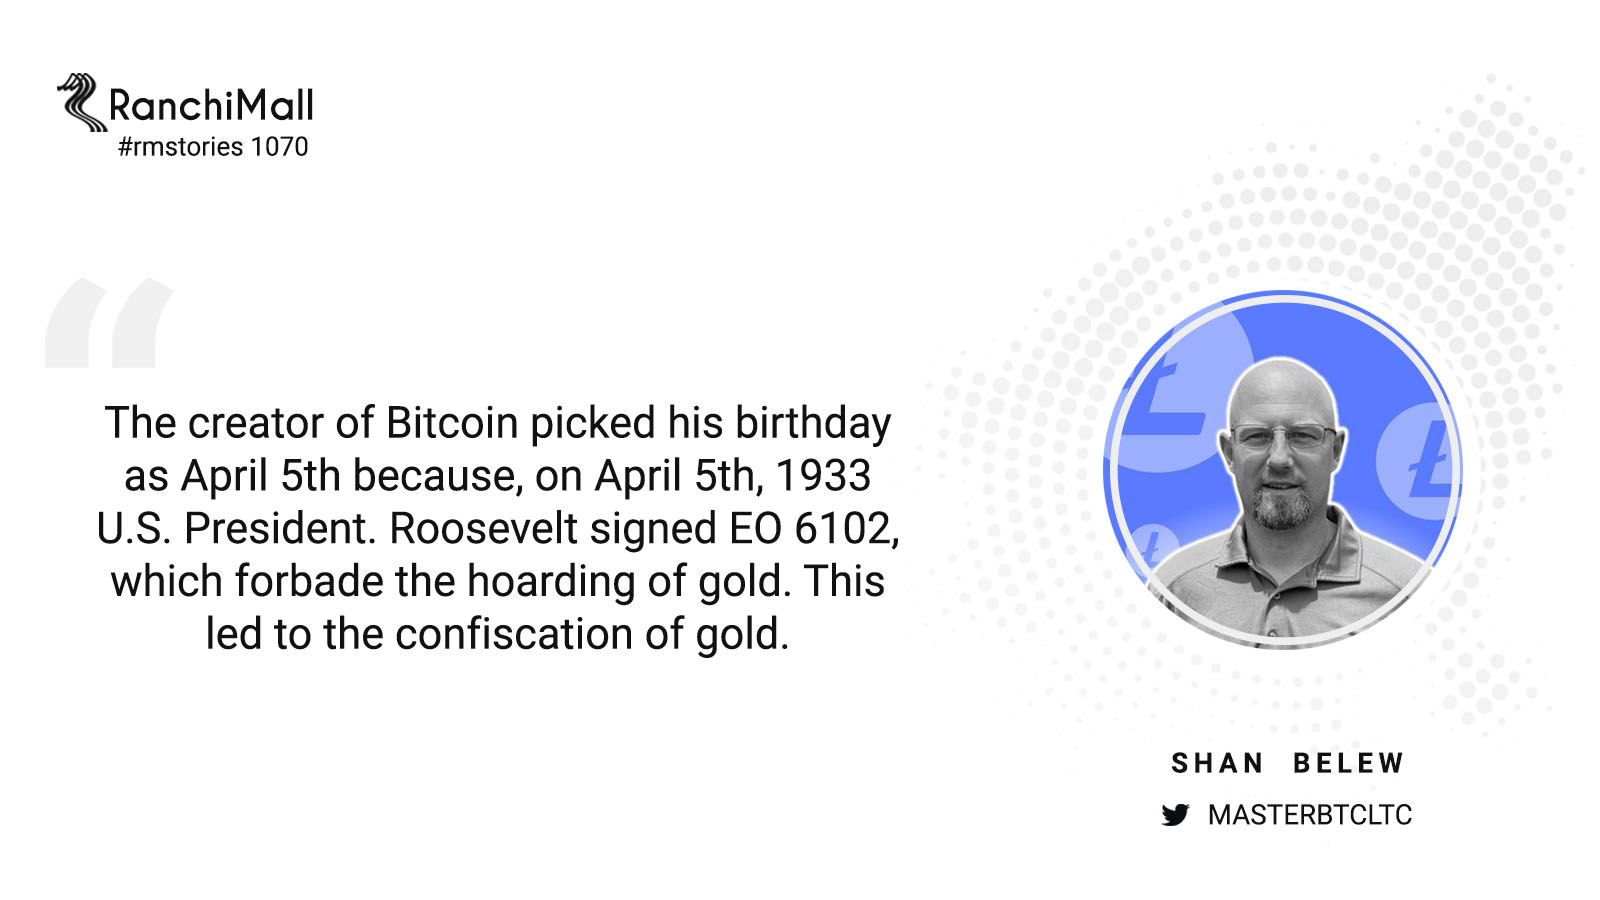 RanchiMall
#rmstories 1070
“
The creator of Bitcoin picked his birthday
as April 5th because, on April 5th, 1933
U.S. President. Roosevelt signed EO 6102,
which forbade the hoarding of gold. This
led to the confiscation of gold.
SHAN BELEW
MASTERBTCLTC